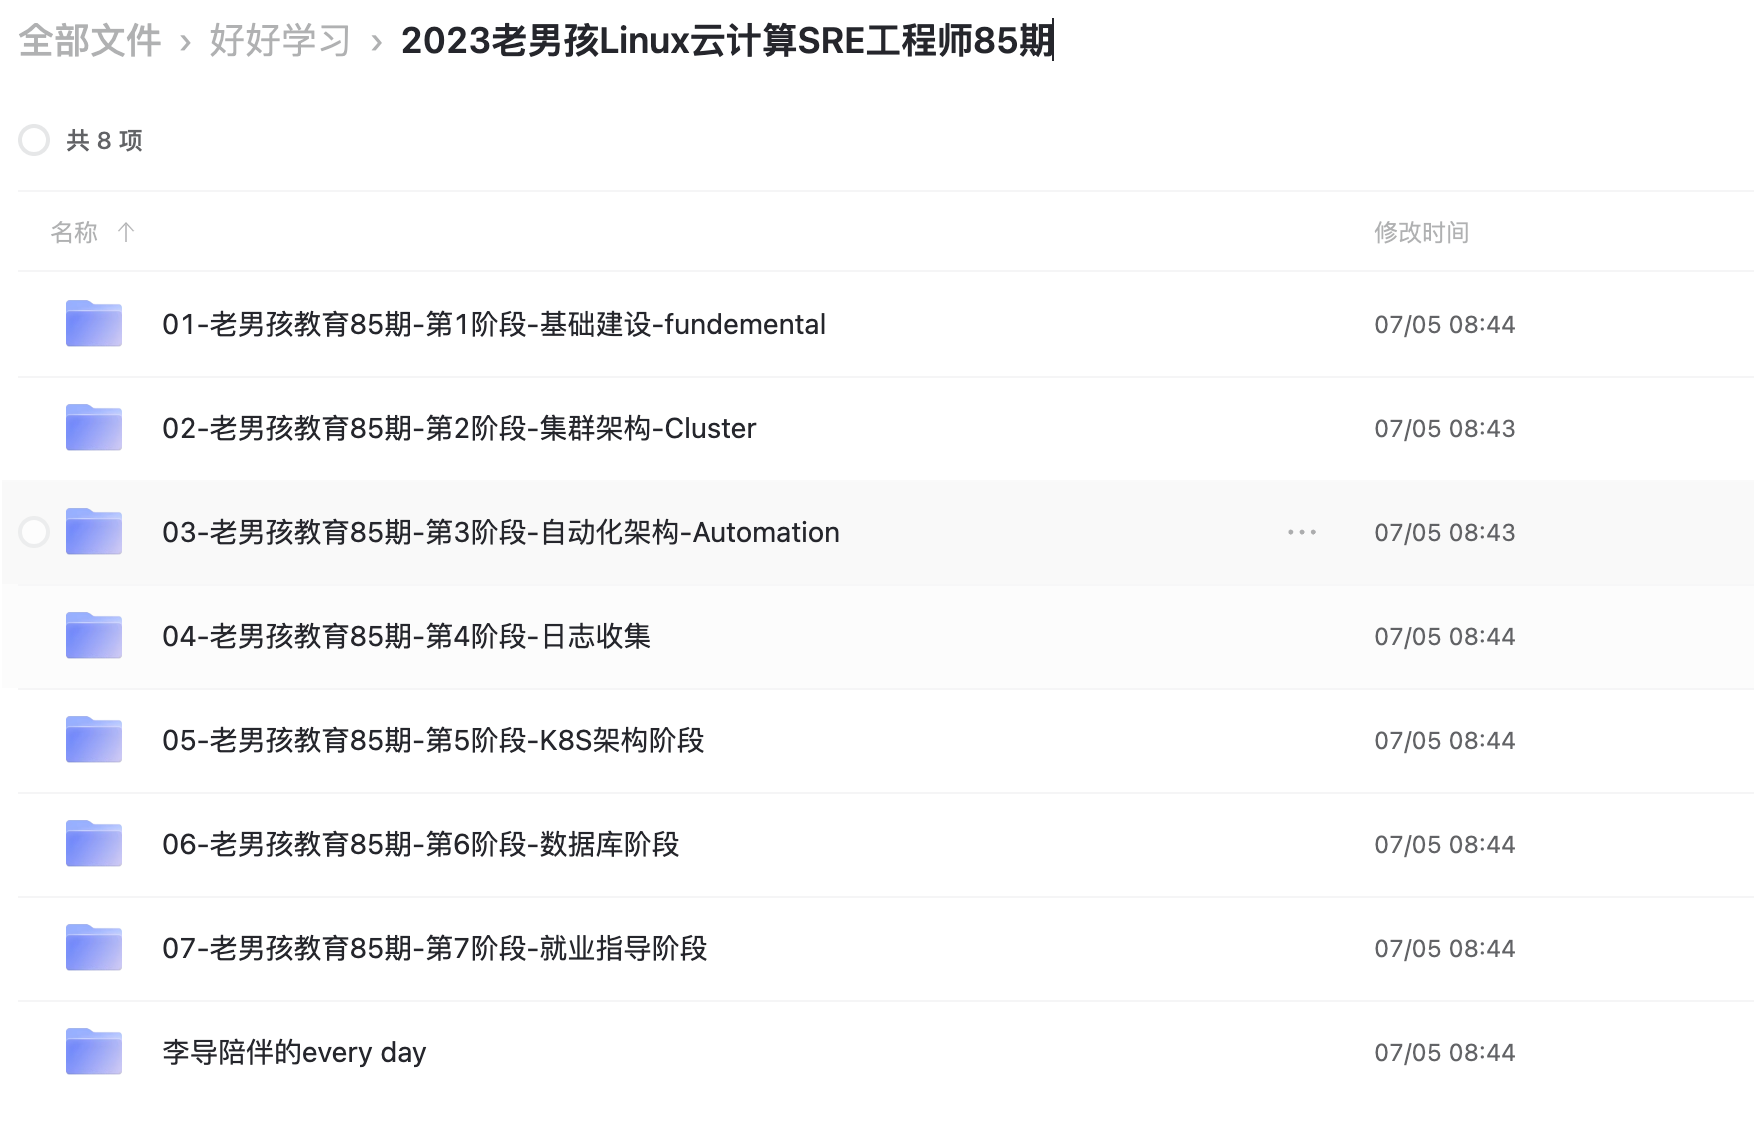 全部文件 › 好好学习 › 2023老男孩Linux云计算SRE工程师85期
共 8 项
名称 ↑ 修改时间
01-老男孩教育85期-第1阶段-基础建设-fundemental 07/05 08:44
02-老男孩教育85期-第2阶段-集群架构-Cluster 07/05 08:43
03-老男孩教育85期-第3阶段-自动化架构-Automation ··· 07/05 08:43
04-老男孩教育85期-第4阶段-日志收集 07/05 08:44
05-老男孩教育85期-第5阶段-K8S架构阶段 07/05 08:44
06-老男孩教育85期-第6阶段-数据库阶段 07/05 08:44
07-老男孩教育85期-第7阶段-就业指导阶段 07/05 08:44
李导陪伴的every day 07/05 08:44